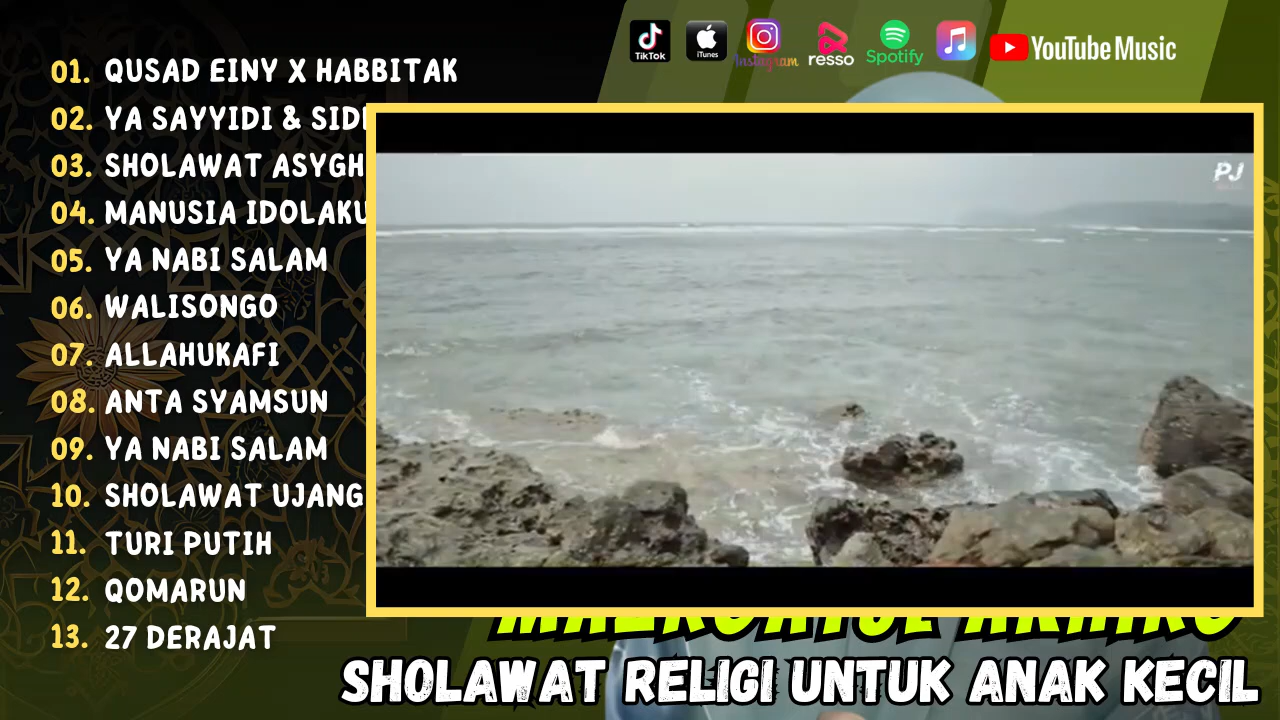 TikTok
iTunes
Instagram
resso
Spotify
YouTube Music
01. QUSAD EINY X HABBITAK
02. YA SAYYIDI &
03. SHOLAWAT
04. MANUSIA IDOLAKU
05. YA NABI SALAM
06. WALISONGO
07. ALLAHUKAFI
08. ANTA SYAMSUN
09. YA NABI SALAM
10. SHOLAWAT UJANG
11. TURI PUTIH
12. QOMARUN
13. 27 DERAJAT
PJ
SHOLAWAT RELIGI UNTUK ANAK KECIL